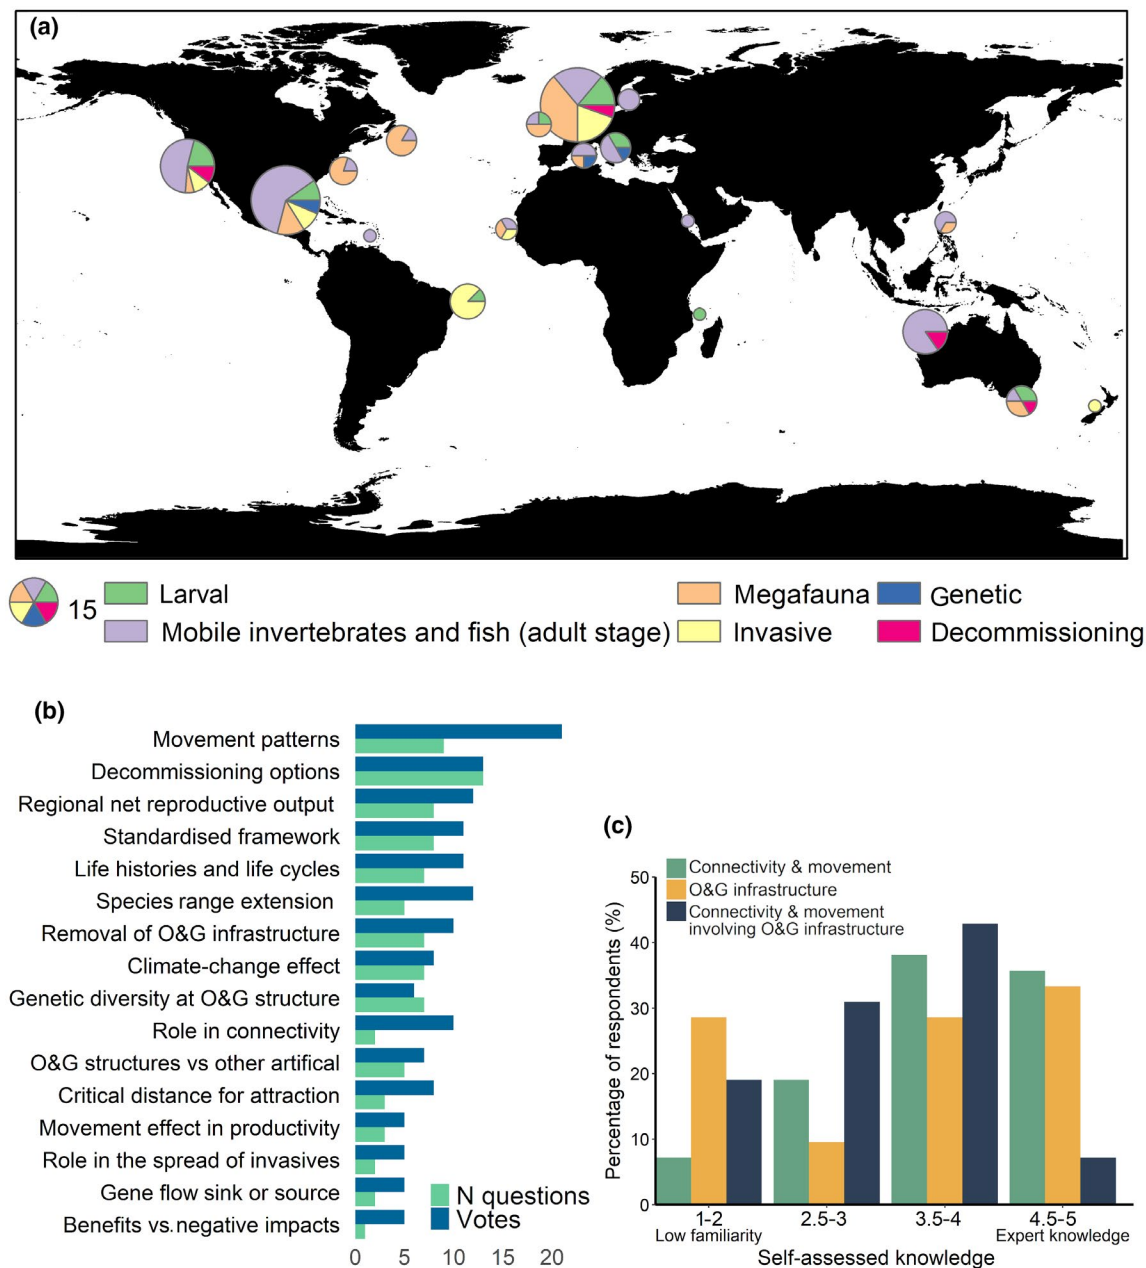 (a)
15
Larval
Megafauna
Genetic
Mobile invertebrates and fish (adult stage)
Invasive
Decommissioning
(b)
Movement patterns
Decommissioning options
Regional net reproductive output
Standardised framework
Life histories and life cycles
Species range extension
Removal of O&G infrastructure
Climate-change effect
Genetic diversity at O&G structure
Role in connectivity
O&G structures vs other artifical
Critical distance for attraction
Movement effect in productivity
Role in the spread of invasives
Gene flow sink or source
Benefits vs.negative impacts
N questions
Votes
0 5 10 15 20
(c)
Connectivity & movement
O&G infrastructure
Connectivity & movement
involving O&G infrastructure
Percentage of respondents (%)
50
40
30
20
10
0
1-2 2.5-3 3.5-4 4.5-5
Low familiarity Expert knowledge
Self-assessed knowledge